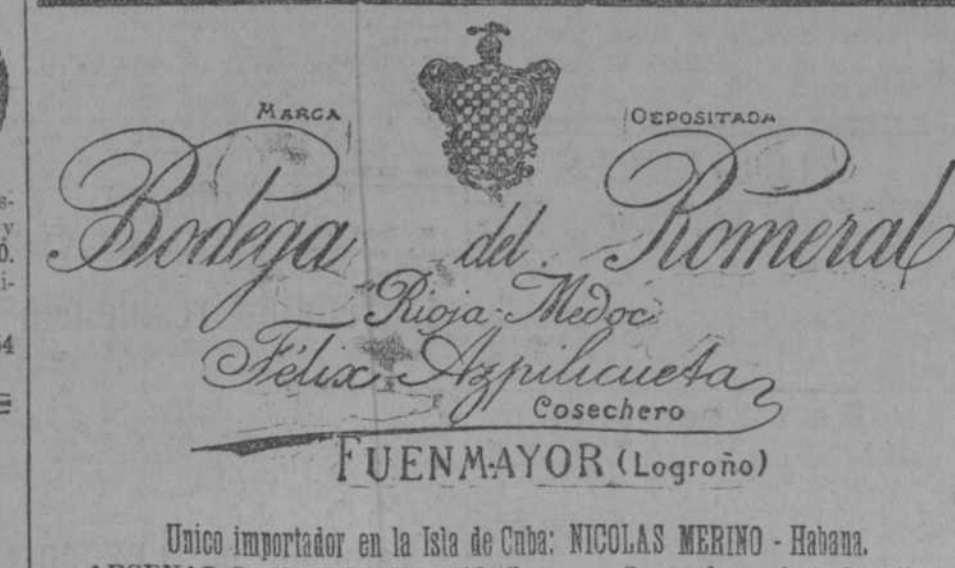 MARCA DEPOSITADA
Bodega del Romeral
Rioja-Medoc
Félix Azpilicueta
Cosechero
FUENMAYOR (Logroño)
Unico importador en la Isla de Cuba: NICOLAS MERINO - Habana.